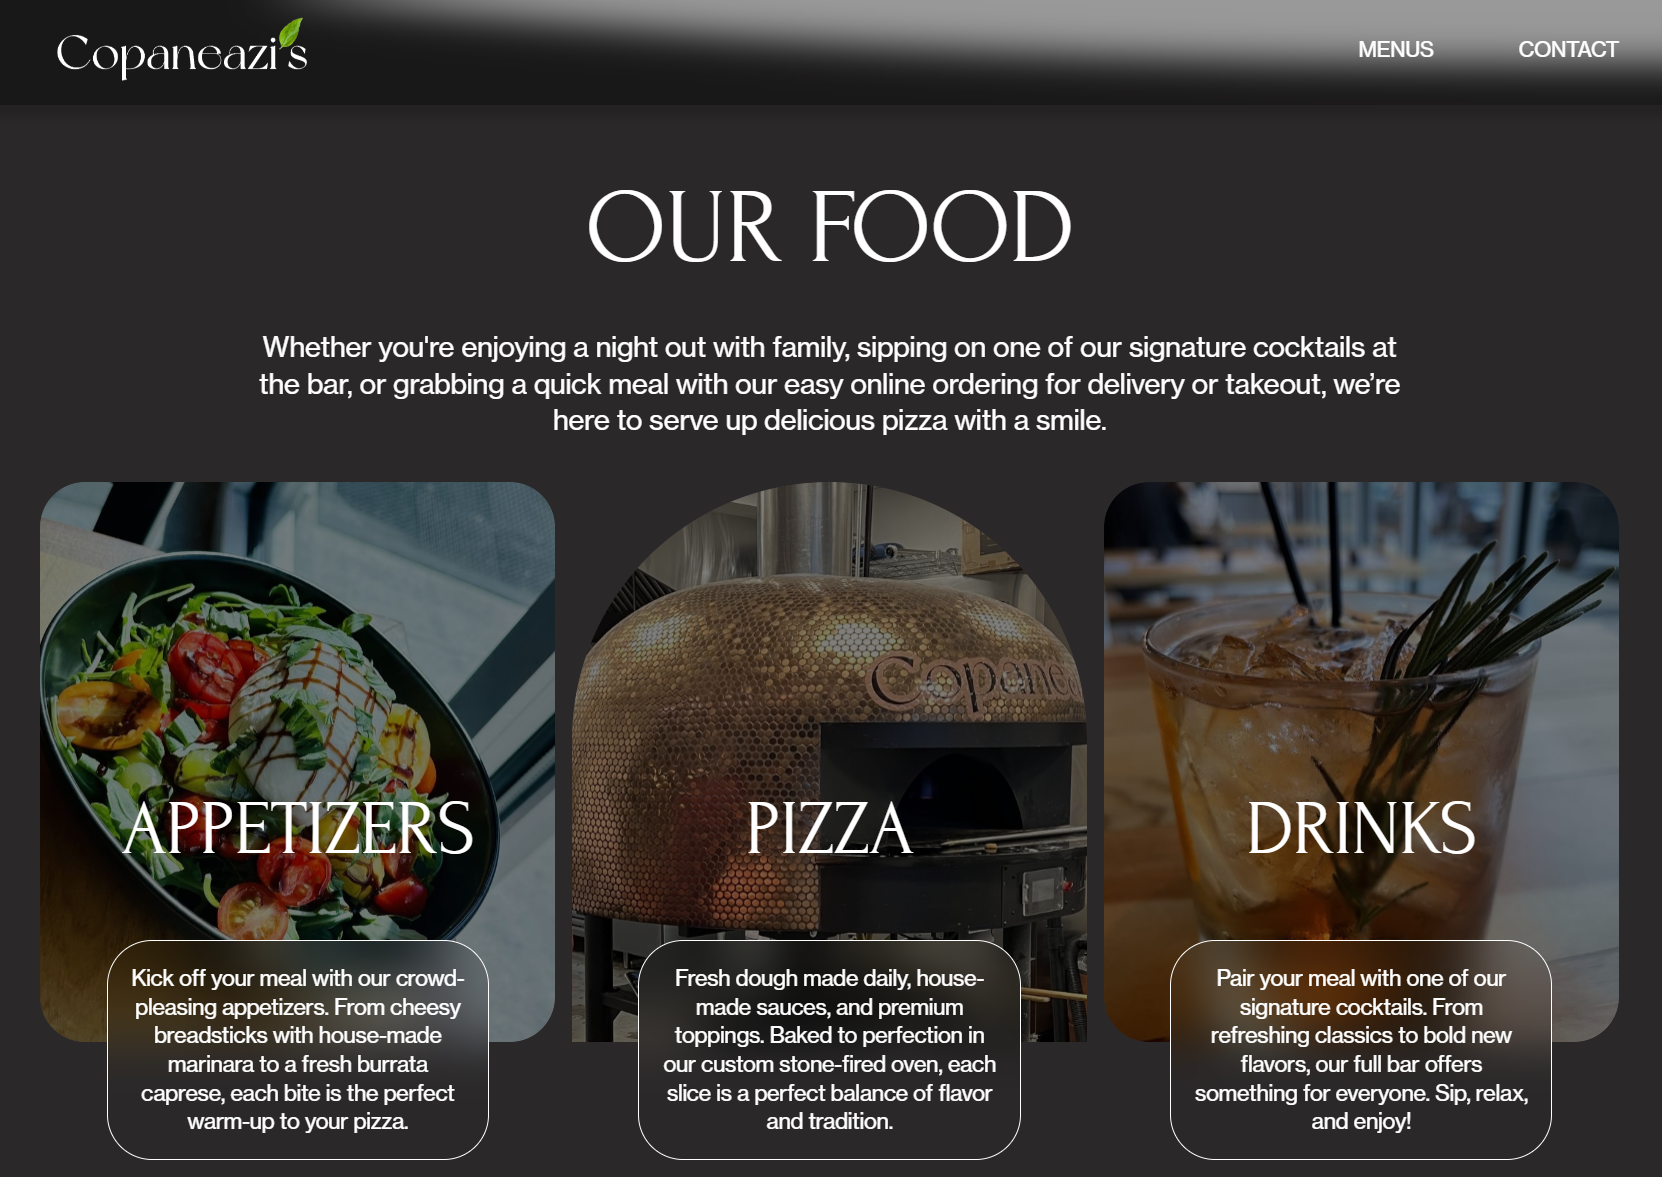 Copaneazi's
MENUS
CONTACT
OUR FOOD
Whether you're enjoying a night out with family, sipping on one of our signature cocktails at
the bar, or grabbing a quick meal with our easy online ordering for delivery or takeout, we’re
here to serve up delicious pizza with a smile.
Copanea
APPETIZERS
Kick off your meal with our crowd-
pleasing appetizers. From cheesy
breadsticks with house-made
marinara to a fresh burrata
caprese, each bite is the perfect
warm-up to your pizza.
PIZZA
Fresh dough made daily, house-
made sauces, and premium
toppings. Baked to perfection in
our custom stone-fired oven, each
slice is a perfect balance of flavor
and tradition.
DRINKS
Pair your meal with one of our
signature cocktails. From
refreshing classics to bold new
flavors, our full bar offers
something for everyone. Sip, relax,
and enjoy!